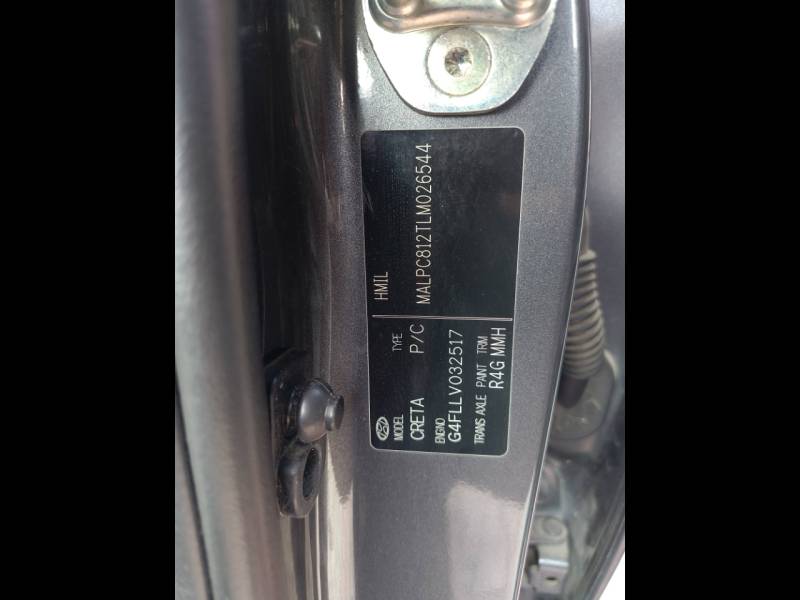 MODEL TYPE HMIL
CRETA P/C MALPC812TLM026544
ENGNO
G4FLLV032517
TRANS AXLE PAINT TRIM
R4G MMH